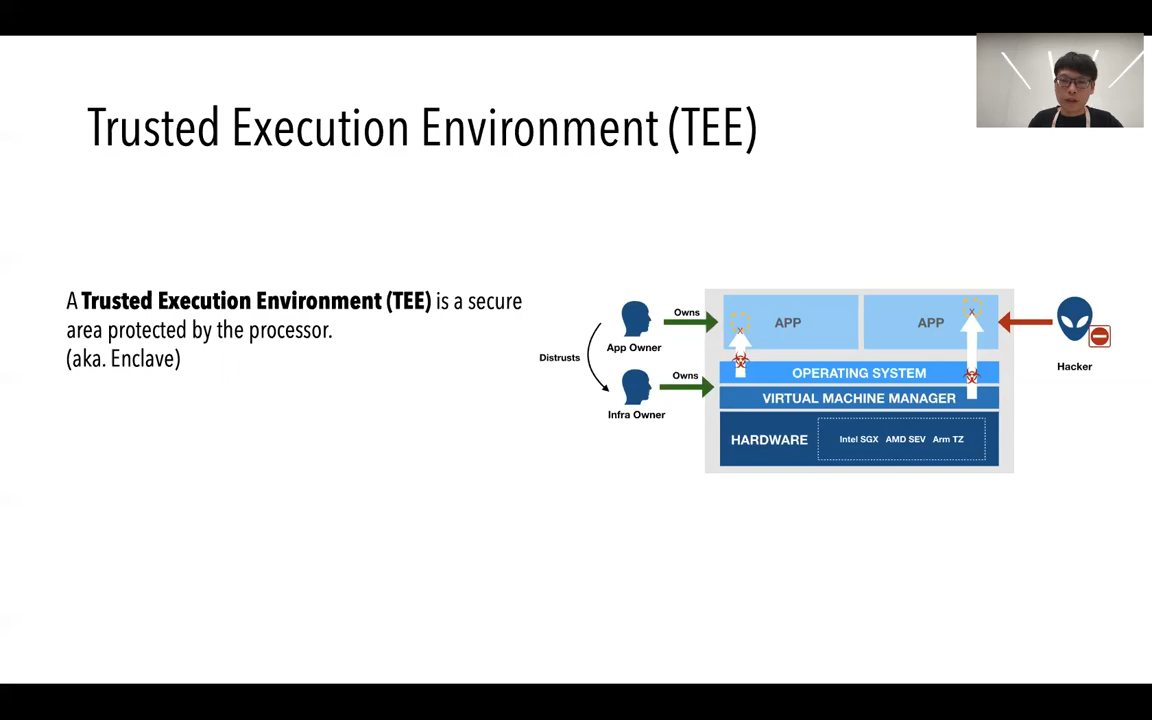 Trusted Execution Environment (TEE)
A Trusted Execution Environment (TEE) is a secure
area protected by the processor.
(aka. Enclave)
Distrusts
App Owner
Infra Owner
Owns
Owns
APP
APP
OPERATING SYSTEM
VIRTUAL MACHINE MANAGER
HARDWARE
Intel SGX AMD SEV Arm TZ
Hacker